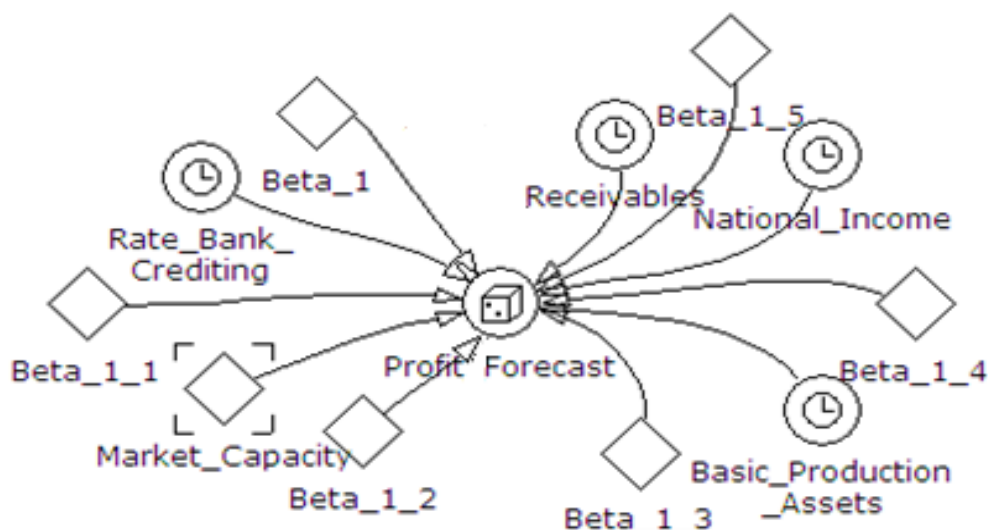 Beta_1_5
Beta_1
Receivables
National_Income
Rate_Bank_
Crediting
Beta_1_1
Profit_Forecast
Beta_1_4
Market_Capacity
Beta_1_2
Basic_Production
_Assets
Beta_1_3